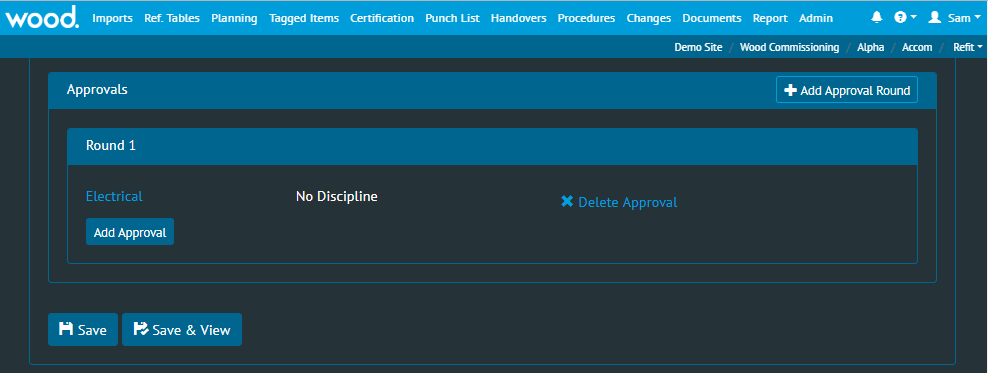 wood. Imports Ref. Tables Planning Tagged Items Certification Punch List Handovers Procedures Changes Documents Report Admin Sam
Demo Site / Wood Commissioning / Alpha / Accom / Refit
Approvals Add Approval Round
Round 1
Electrical No Discipline Delete Approval
Add Approval
Save Save & View